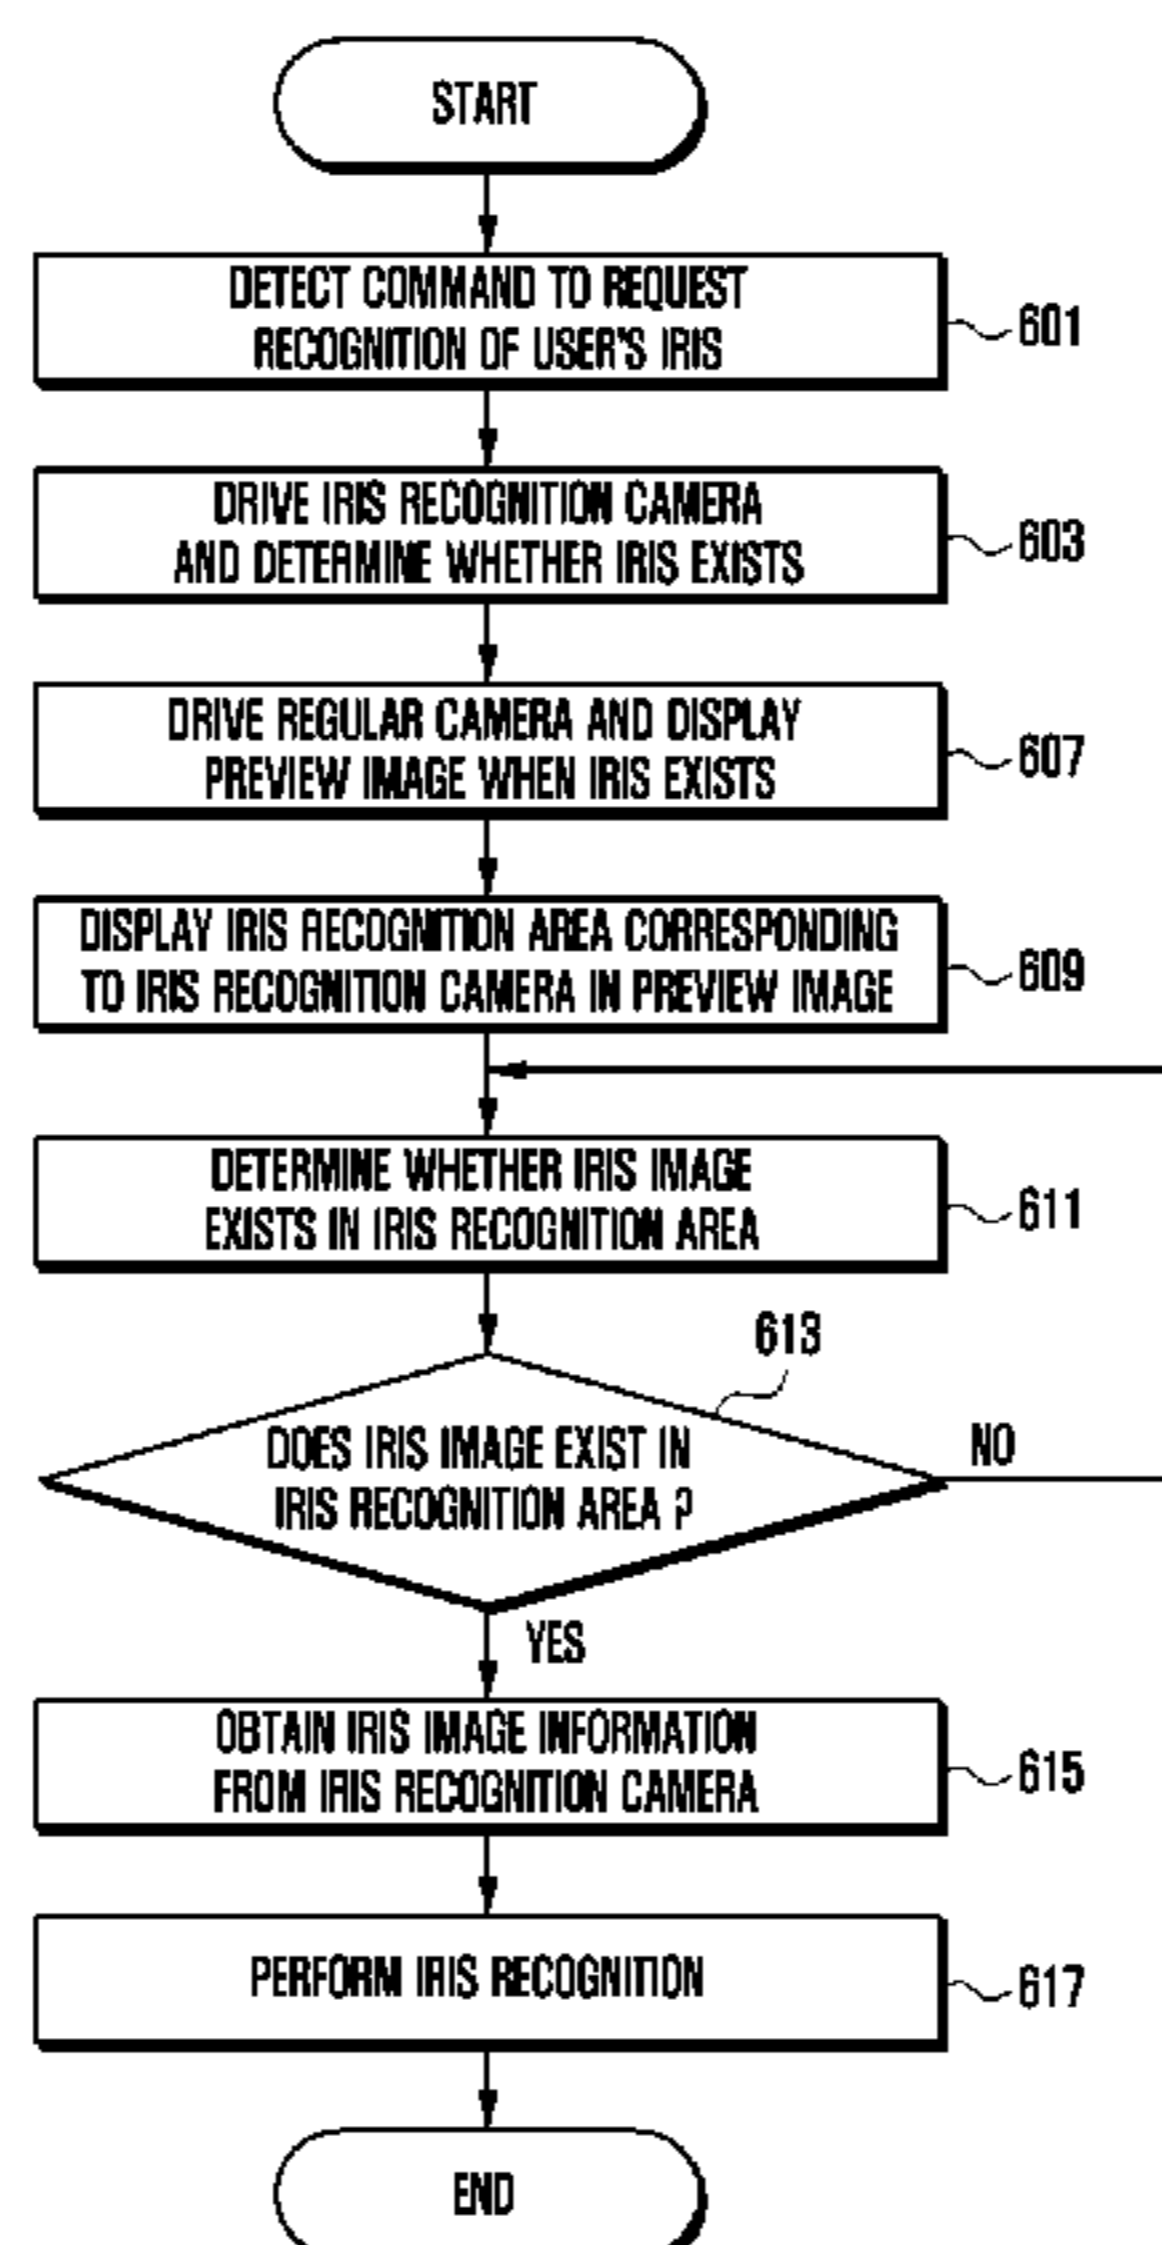 START
DETECT COMMAND TO REQUEST
RECOGNITION OF USER'S IRIS
601
DRIVE IRIS RECOGNITION CAMERA
AND DETERMINE WHETHER IRIS EXISTS
603
DRIVE REGULAR CAMERA AND DISPLAY
PREVIEW IMAGE WHEN IRIS EXISTS
607
DISPLAY IRIS RECOGNITION AREA CORRESPONDING
TO IRIS RECOGNITION CAMERA IN PREVIEW IMAGE
609
DETERMINE WHETHER IRIS IMAGE
EXISTS IN IRIS RECOGNITION AREA
611
613
DOES IRIS IMAGE EXIST IN
IRIS RECOGNITION AREA ?
NO
YES
OBTAIN IRIS IMAGE INFORMATION
FROM IRIS RECOGNITION CAMERA
615
PERFORM IRIS RECOGNITION
617
END